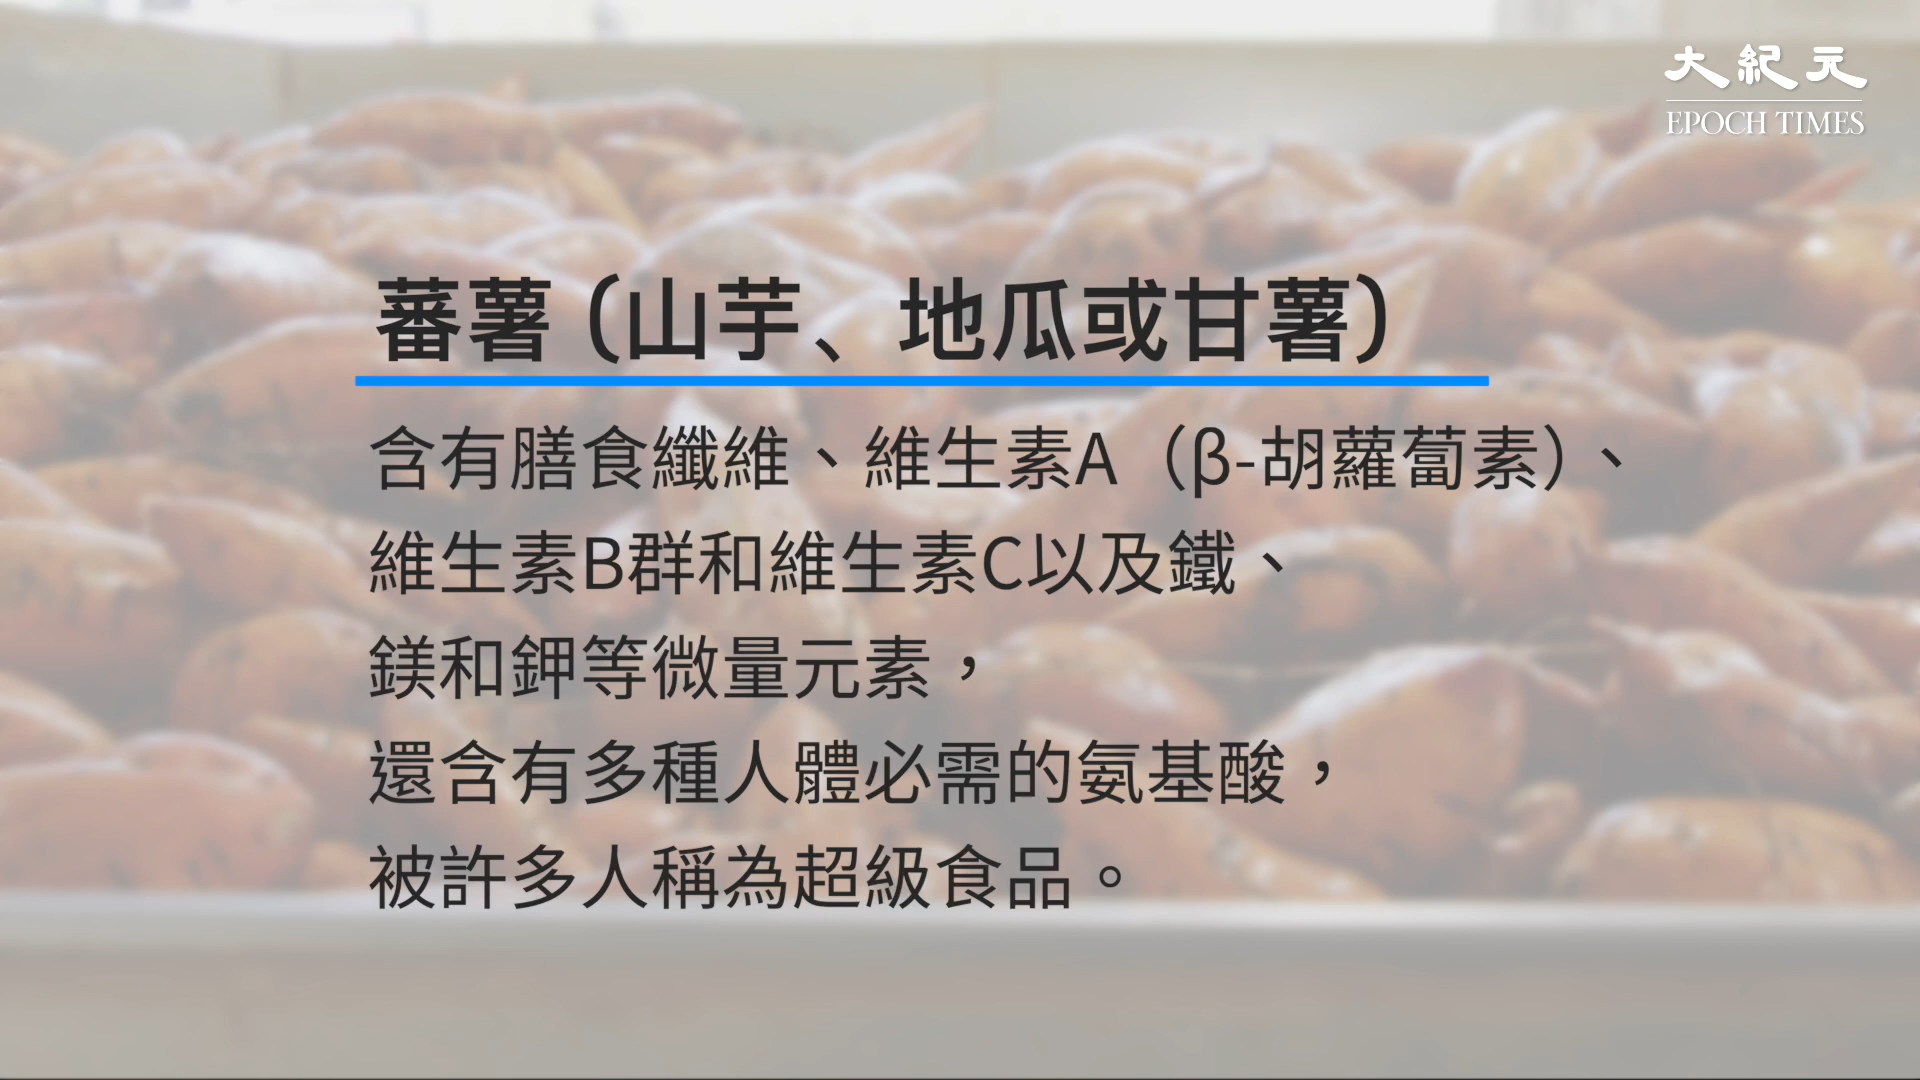 大紀元
EPOCH TIMES
蕃薯（山芋、地瓜或甘薯）
含有膳食纖維、維生素A（β-胡蘿蔔素）、
維生素B群和維生素C以及鐵、
鎂和鉀等微量元素，
還含有多種人體必需的氨基酸，
被許多人稱為超級食品。